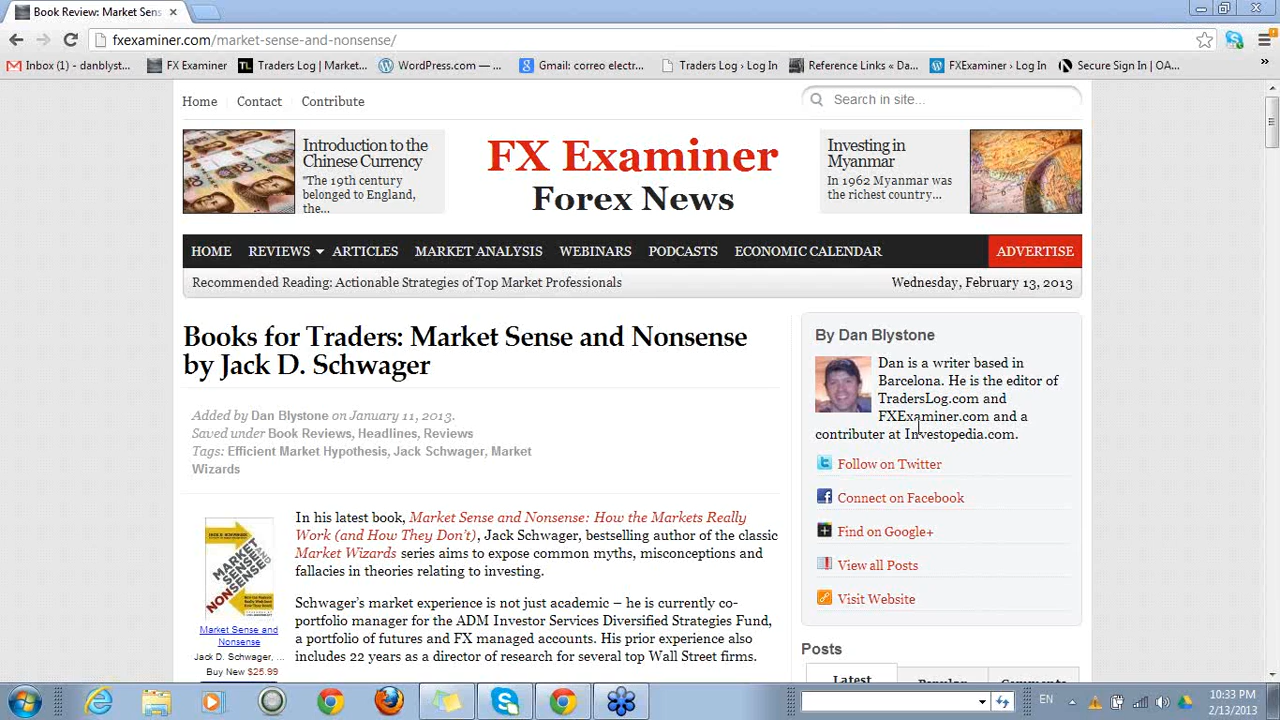 Book Review: Market Sens
fxexaminer.com/market-sense-and-nonsense/
Inbox (1) - danblyst...
FX Examiner
Traders Log | Market...
WordPress.com — ...
Gmail: correo electr...
Traders Log › Log In
Reference Links « Da...
FXExaminer › Log In
Secure Sign In | OA...
Home
Contact
Contribute
Search in site...
Introduction to the
Chinese Currency
"The 19th century
belonged to England,
the...
FX Examiner
Forex News
Investing in
Myanmar
In 1962 Myanmar was
the richest country...
HOME REVIEWS ARTICLES MARKET ANALYSIS WEBINARS PODCASTS ECONOMIC CALENDAR ADVERTISE
Recommended Reading: Actionable Strategies of Top Market Professionals
Wednesday, February 13, 2013
Books for Traders: Market Sense and Nonsense
by Jack D. Schwager
Added by Dan Blystone on January 11, 2013.
Saved under Book Reviews, Headlines, Reviews
Tags: Efficient Market Hypothesis, Jack Schwager, Market
Wizards
JACK D. SCHWAGER
MARKET
SENSE
AND
NONSENSE
Market Sense and
Nonsense
Jack D. Schwager, ...
Buy New $25.99
In his latest book, Market Sense and Nonsense: How the Markets Really
Work (and How They Don't), Jack Schwager, bestselling author of the classic
Market Wizards series aims to expose common myths, misconceptions and
fallacies in theories relating to investing.
Schwager's market experience is not just academic – he is currently co-
portfolio manager for the ADM Investor Services Diversified Strategies Fund,
a portfolio of futures and FX managed accounts. His prior experience also
includes 22 years as a director of research for several top Wall Street firms.
By Dan Blystone
Dan is a writer based in
Barcelona. He is the editor of
TradersLog.com and
FXExaminer.com and a
contributer at Investopedia.com.
Follow on Twitter
Connect on Facebook
Find on Google+
View all Posts
Visit Website
Posts
Latest
Popular
Comments
EN
10:33 PM
2/13/2013